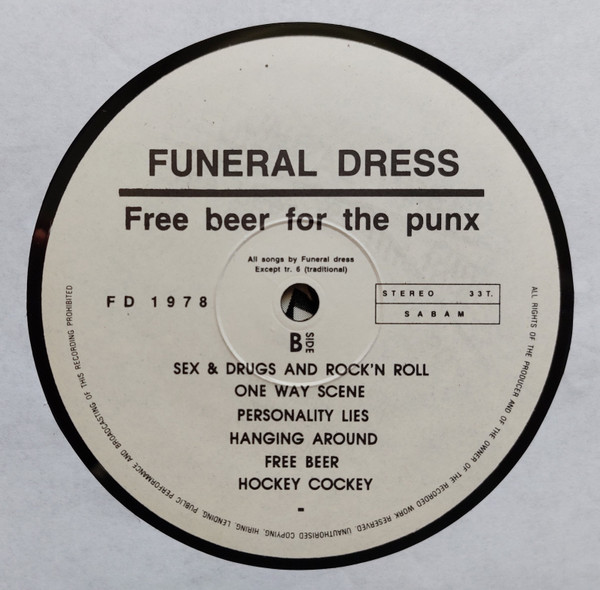 FUNERAL DRESS
Free beer for the punx
All songs by Funeral dress
Except tr. 6 (traditional)
FD 1978
STEREO 33T.
SABAM
B SIDE
SEX & DRUGS AND ROCK'N ROLL
ONE WAY SCENE
PERSONALITY LIES
HANGING AROUND
FREE BEER
HOCKEY COCKEY
ALL RIGHTS OF THE PRODUCER AND OF THE OWNER OF THE RECORDED WORK RESERVED. UNAUTHORISED COPYING, HIRING, LENDING, PUBLIC PERFORMANCE AND BROADCASTING OF THIS RECORDING PROHIBITED